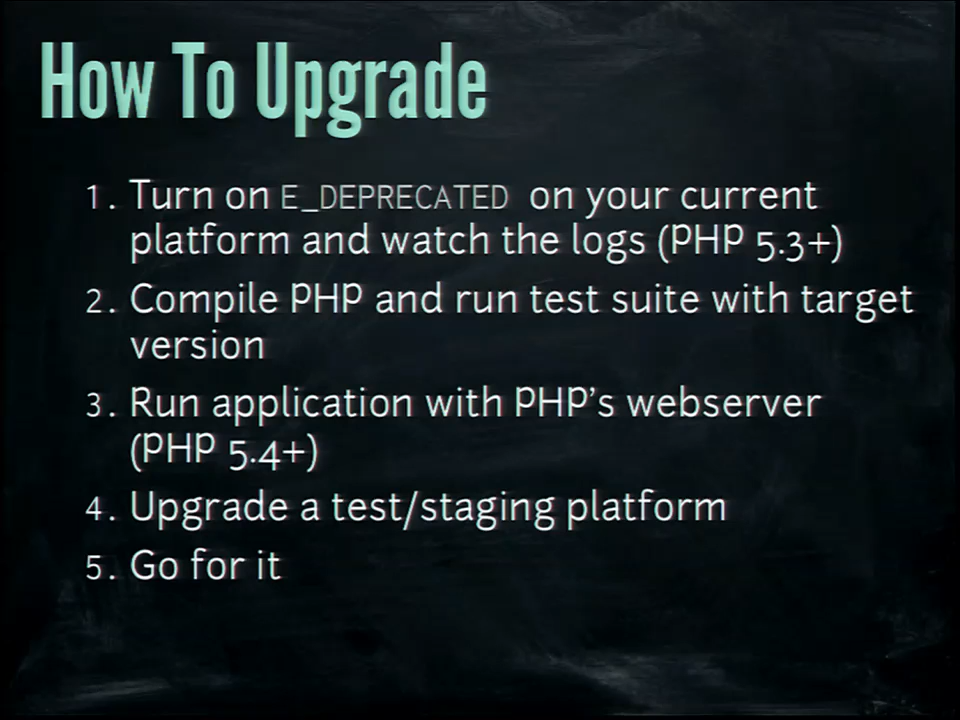 How To Upgrade
1. Turn on E_DEPRECATED on your current
platform and watch the logs (PHP 5.3+)
2. Compile PHP and run test suite with target
version
3. Run application with PHP's webserver
(PHP 5.4+)
4. Upgrade a test/staging platform
5. Go for it